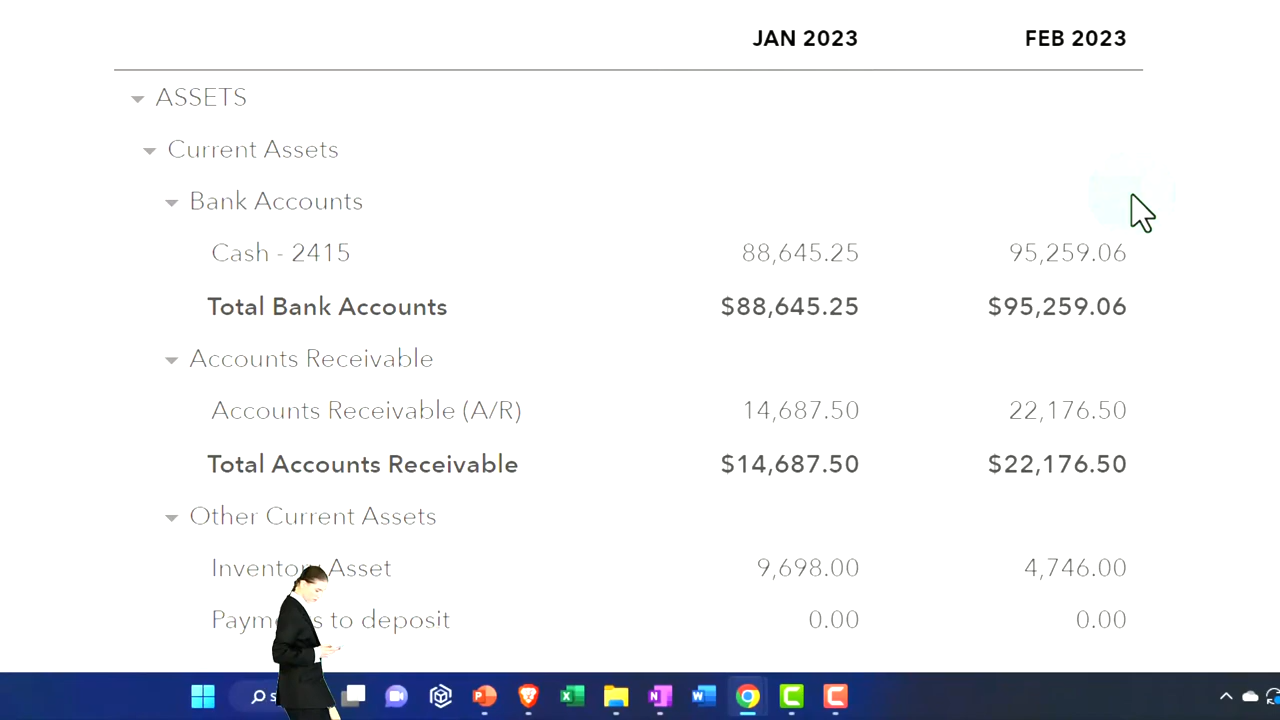 JAN 2023 FEB 2023
ASSETS
Current Assets
Bank Accounts
Cash - 2415 88,645.25 95,259.06
Total Bank Accounts $88,645.25 $95,259.06
Accounts Receivable
Accounts Receivable (A/R) 14,687.50 22,176.50
Total Accounts Receivable $14,687.50 $22,176.50
Other Current Assets
Asset 9,698.00 4,746.00
to deposit 0.00 0.00